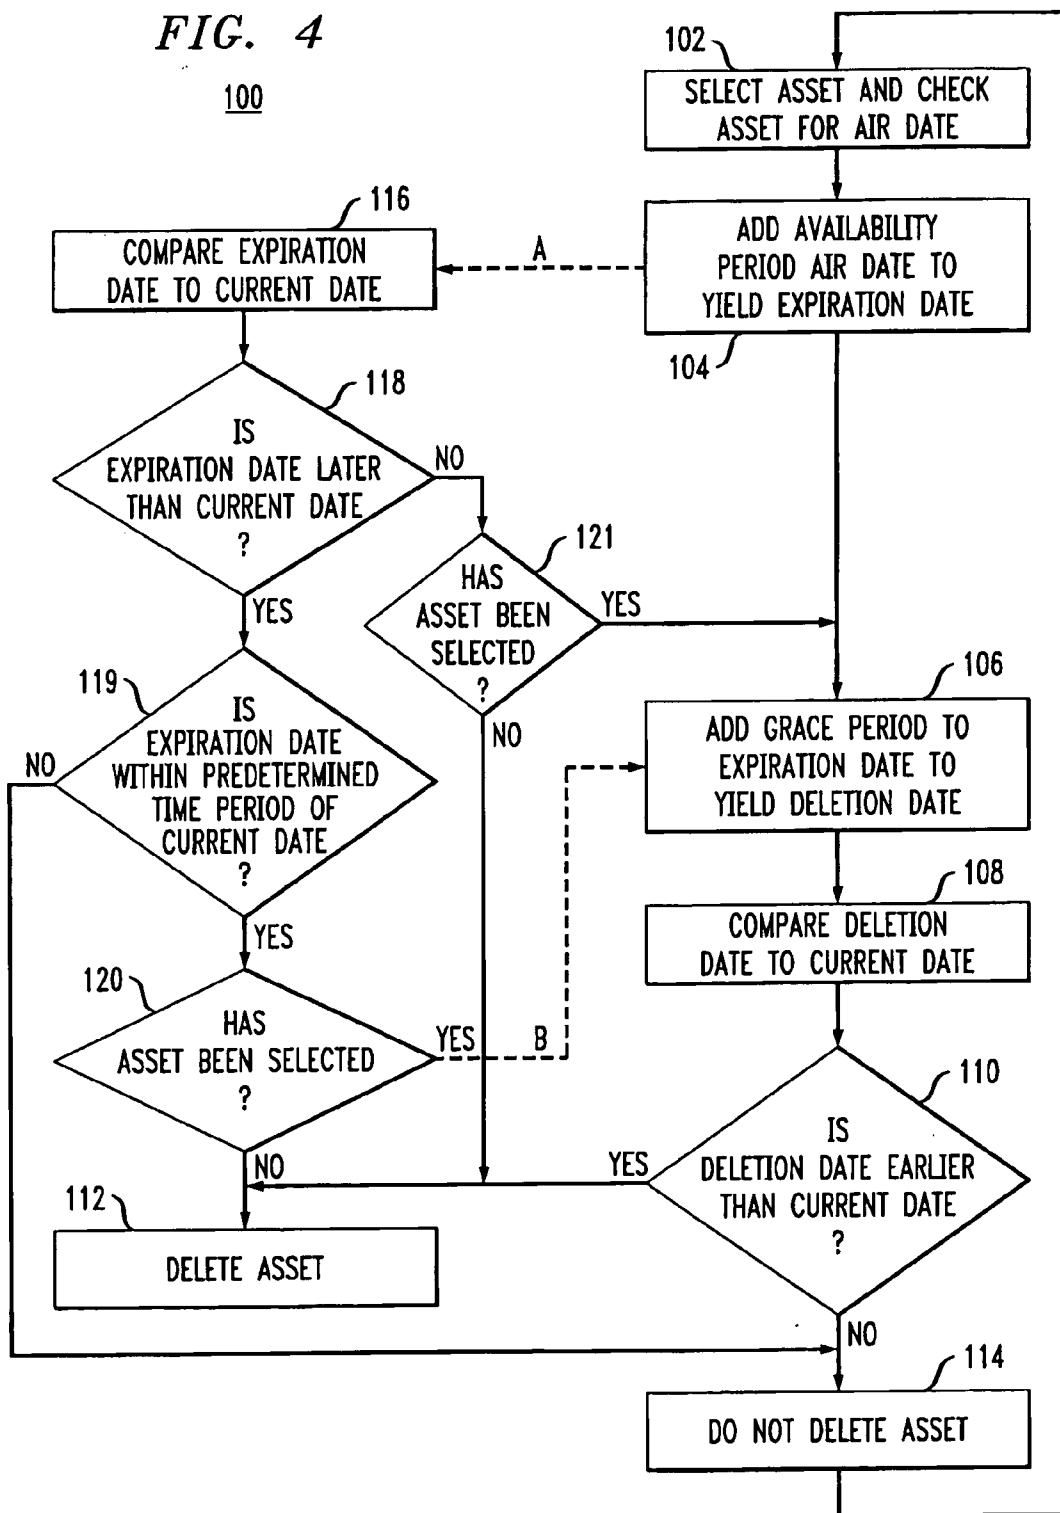 FIG. 4
100
102
SELECT ASSET AND CHECK
ASSET FOR AIR DATE
116
COMPARE EXPIRATION
DATE TO CURRENT DATE
A
ADD AVAILABILITY
PERIOD AIR DATE TO
YIELD EXPIRATION DATE
104
118
IS
EXPIRATION DATE LATER
THAN CURRENT DATE
?
NO
YES
121
HAS
ASSET BEEN
SELECTED
?
YES
NO
119
IS
EXPIRATION DATE
WITHIN PREDETERMINED
TIME PERIOD OF
CURRENT DATE
?
NO
YES
106
ADD GRACE PERIOD TO
EXPIRATION DATE TO
YIELD DELETION DATE
108
COMPARE DELETION
DATE TO CURRENT DATE
120
HAS
ASSET BEEN SELECTED
?
YES
B
NO
110
IS
DELETION DATE EARLIER
THAN CURRENT DATE
?
YES
NO
112
DELETE ASSET
114
DO NOT DELETE ASSET